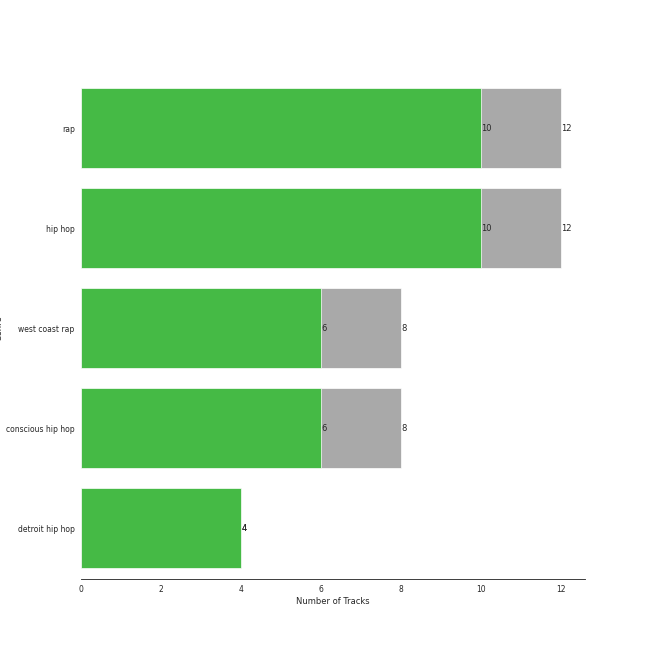 rap
10
12
hip hop
10
12
west coast rap
6
8
conscious hip hop
6
8
detroit hip hop
4
0 2 4 6 8 10 12
Number of Tracks